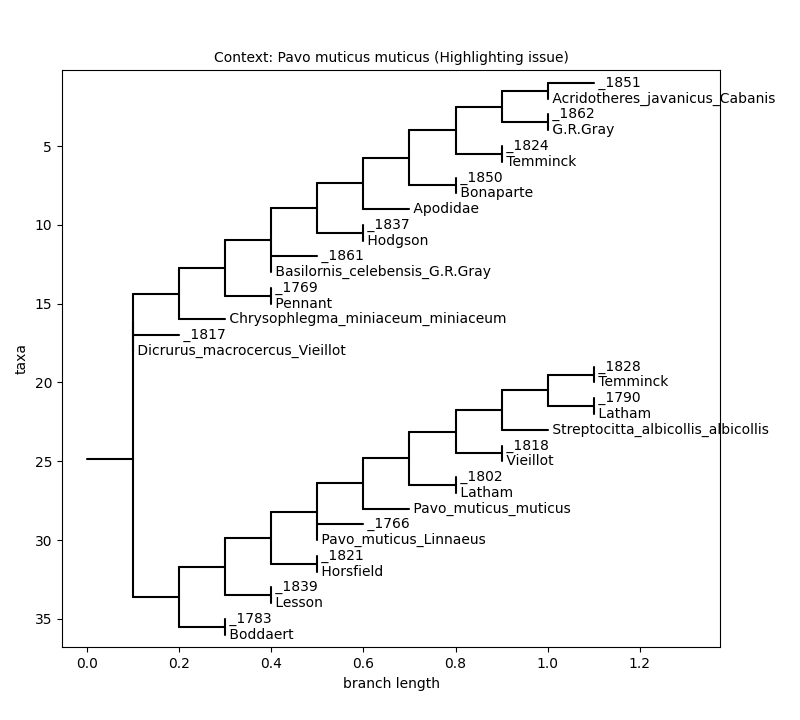 Context: Pavo muticus muticus (Highlighting issue)
_1851
Acridotheres_javanicus_Cabanis
_1862
G.R.Gray
5
_1824
Temminck
_1850
Bonaparte
Apodidae
10
_1837
Hodgson
_1861
Basilornis_celebensis_G.R.Gray
_1769
15
Pennant
Chrysophlegma_miniaceum_miniaceum
_1817
Dicrurus_macrocercus_Vieillot
taxa
_1828
20
Temminck
_1790
Latham
Streptocitta_albicollis_albicollis
_1818
25
Vieillot
_1802
Latham
Pavo_muticus_muticus
_1766
30
Pavo_muticus_Linnaeus
_1821
Horsfield
_1839
Lesson
35
_1783
Boddaert
0.0 0.2 0.4 0.6 0.8 1.0 1.2
branch length